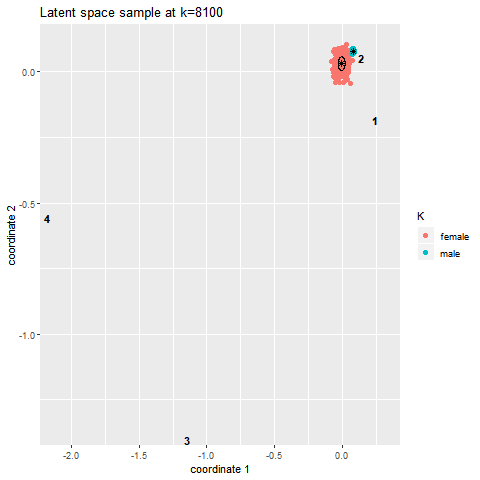 Latent space sample at k=8100
0.0
-0.5
-1.0
coordinate 2
2
1
4
3
-2.0 -1.5 -1.0 -0.5 0.0
coordinate 1
K
female
male